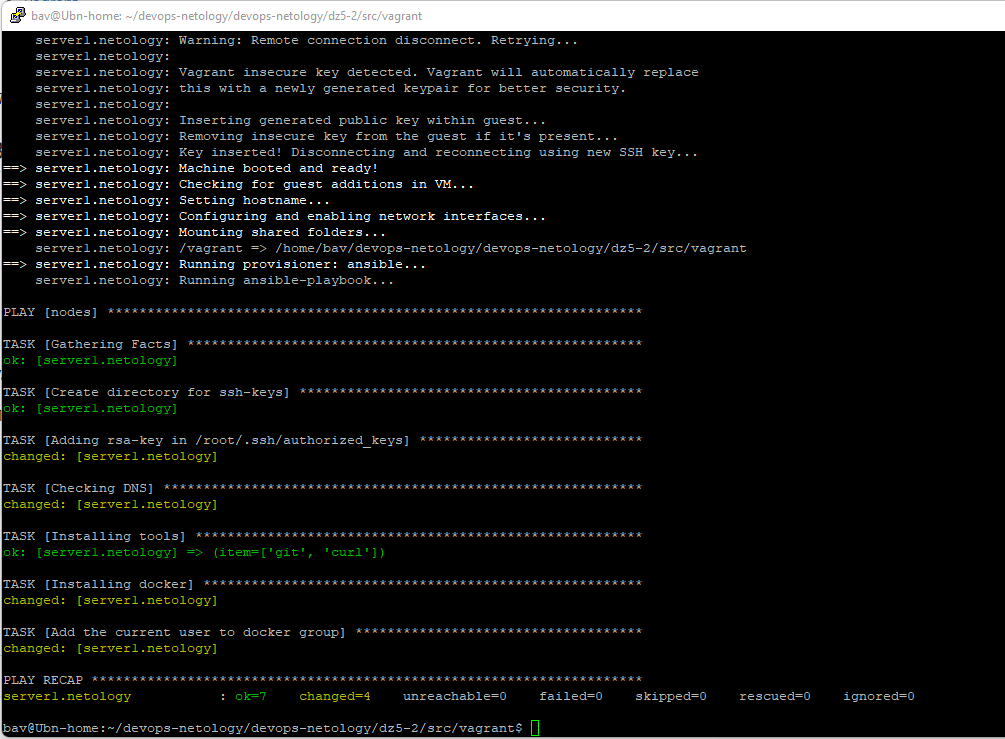 bav@Ubn-home: ~/devops-netology/devops-netology/dz5-2/src/vagrant
    server1.netology: Warning: Remote connection disconnect. Retrying...
    server1.netology:
    server1.netology: Vagrant insecure key detected. Vagrant will automatically replace
    server1.netology: this with a newly generated keypair for better security.
    server1.netology:
    server1.netology: Inserting generated public key within guest...
    server1.netology: Removing insecure key from the guest if it's present...
    server1.netology: Key inserted! Disconnecting and reconnecting using new SSH key...
==> server1.netology: Machine booted and ready!
==> server1.netology: Checking for guest additions in VM...
==> server1.netology: Setting hostname...
==> server1.netology: Configuring and enabling network interfaces...
==> server1.netology: Mounting shared folders...
    server1.netology: /vagrant => /home/bav/devops-netology/devops-netology/dz5-2/src/vagrant
==> server1.netology: Running provisioner: ansible...
    server1.netology: Running ansible-playbook...
PLAY [nodes] *******************************************************************
TASK [Gathering Facts] *********************************************************
ok: [server1.netology]
TASK [Create directory for ssh-keys] *******************************************
ok: [server1.netology]
TASK [Adding rsa-key in /root/.ssh/authorized_keys] ****************************
changed: [server1.netology]
TASK [Checking DNS] ************************************************************
changed: [server1.netology]
TASK [Installing tools] ********************************************************
ok: [server1.netology] => (item=['git', 'curl'])
TASK [Installing docker] *******************************************************
changed: [server1.netology]
TASK [Add the current user to docker group] ************************************
changed: [server1.netology]
PLAY RECAP *********************************************************************
server1.netology           : ok=7    changed=4    unreachable=0    failed=0    skipped=0    rescued=0    ignored=0
bav@Ubn-home:~/devops-netology/devops-netology/dz5-2/src/vagrant$